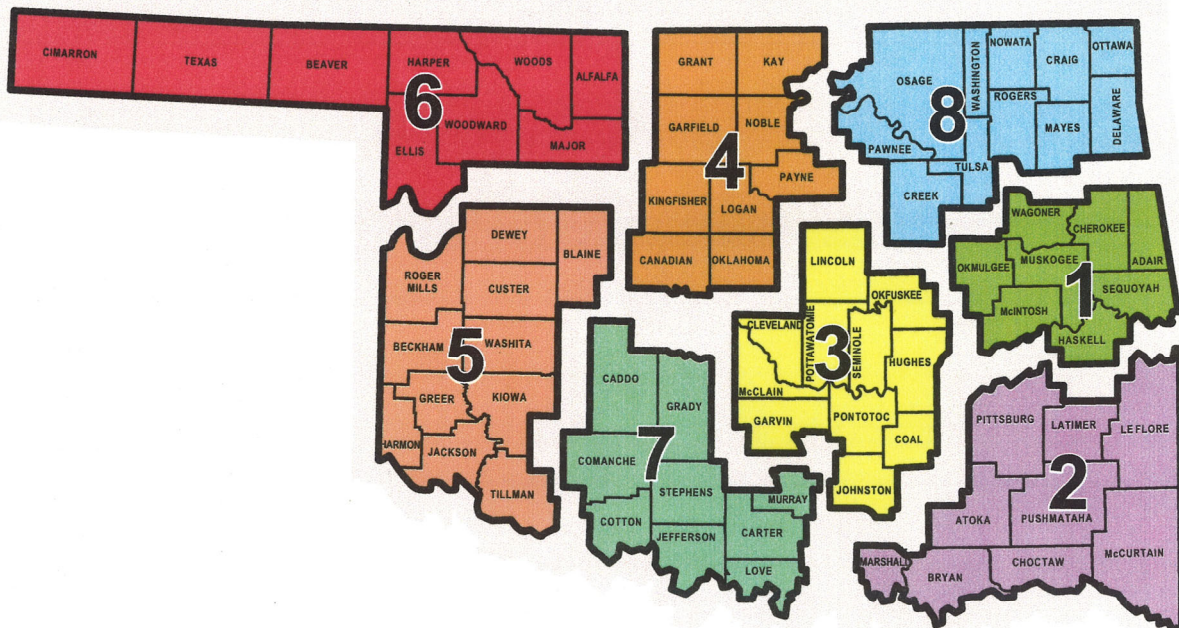 CIMARRON
TEXAS
BEAVER
HARPER
WOODS
ALFALFA
6
WOODWARD
ELLIS
MAJOR
GRANT
KAY
GARFIELD
NOBLE
4
PAYNE
KINGFISHER
LOGAN
CANADIAN
OKLAHOMA
OSAGE
WASHINGTON
NOWATA
CRAIG
OTTAWA
8
ROGERS
MAYES
DELAWARE
PAWNEE
TULSA
CREEK
DEWEY
BLAINE
ROGER
MILLS
CUSTER
BECKHAM
5
WASHITA
GREER
KIOWA
HARMON
JACKSON
TILLMAN
LINCOLN
OKFUSKEE
CLEVELAND
POTTAWATOMIE
3
SEMINOLE
HUGHES
McCLAIN
GARVIN
PONTOTOC
COAL
JOHNSTON
WAGONER
CHEROKEE
MUSKOGEE
ADAIR
OKMULGEE
1
SEQUOYAH
McINTOSH
HASKELL
CADDO
GRADY
7
COMANCHE
STEPHENS
MURRAY
COTTON
JEFFERSON
CARTER
LOVE
PITTSBURG
LATIMER
LE FLORE
2
ATOKA
PUSHMATAHA
McCURTAIN
MARSHALL
BRYAN
CHOCTAW